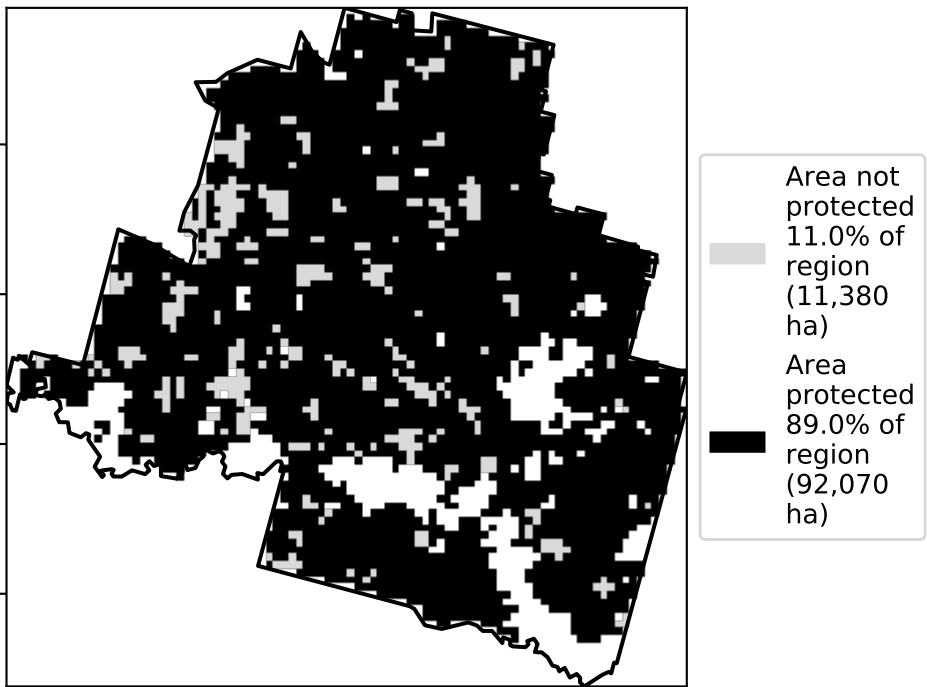 Area not
protected
11.0% of
region
(11,380
ha)
Area
protected
89.0% of
region
(92,070
ha)